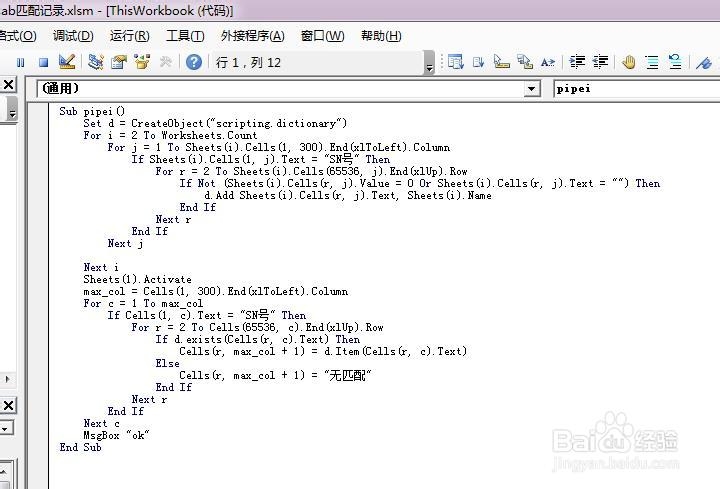 ab匹配记录.xlsm - [ThisWorkbook (代码)]
格式(O) 调试(D) 运行(R) 工具(T) 外接程序(A) 窗口(W) 帮助(H)
行 1，列 12
(通用) pipei
Sub pipei()
Set d = CreateObject("scripting.dictionary")
For i = 2 To Worksheets.Count
For j = 1 To Sheets(i).Cells(1, 300).End(xlToLeft).Column
If Sheets(i).Cells(1, j).Text = "SN号" Then
For r = 2 To Sheets(i).Cells(65536, j).End(xlUp).Row
If Not (Sheets(i).Cells(r, j).Value = 0 Or Sheets(i).Cells(r, j).Text = "") Then
d.Add Sheets(i).Cells(r, j).Text, Sheets(i).Name
End If
Next r
End If
Next j
Next i
Sheets(1).Activate
max_col = Cells(1, 300).End(xlToLeft).Column
For c = 1 To max_col
If Cells(1, c).Text = "SN号" Then
For r = 2 To Cells(65536, c).End(xlUp).Row
If d.exists(Cells(r, c).Text) Then
Cells(r, max_col + 1) = d.Item(Cells(r, c).Text)
Else
Cells(r, max_col + 1) = "无匹配"
End If
Next r
End If
Next c
MsgBox "ok"
End Sub
Baidu 经验
jingyan.baidu.com